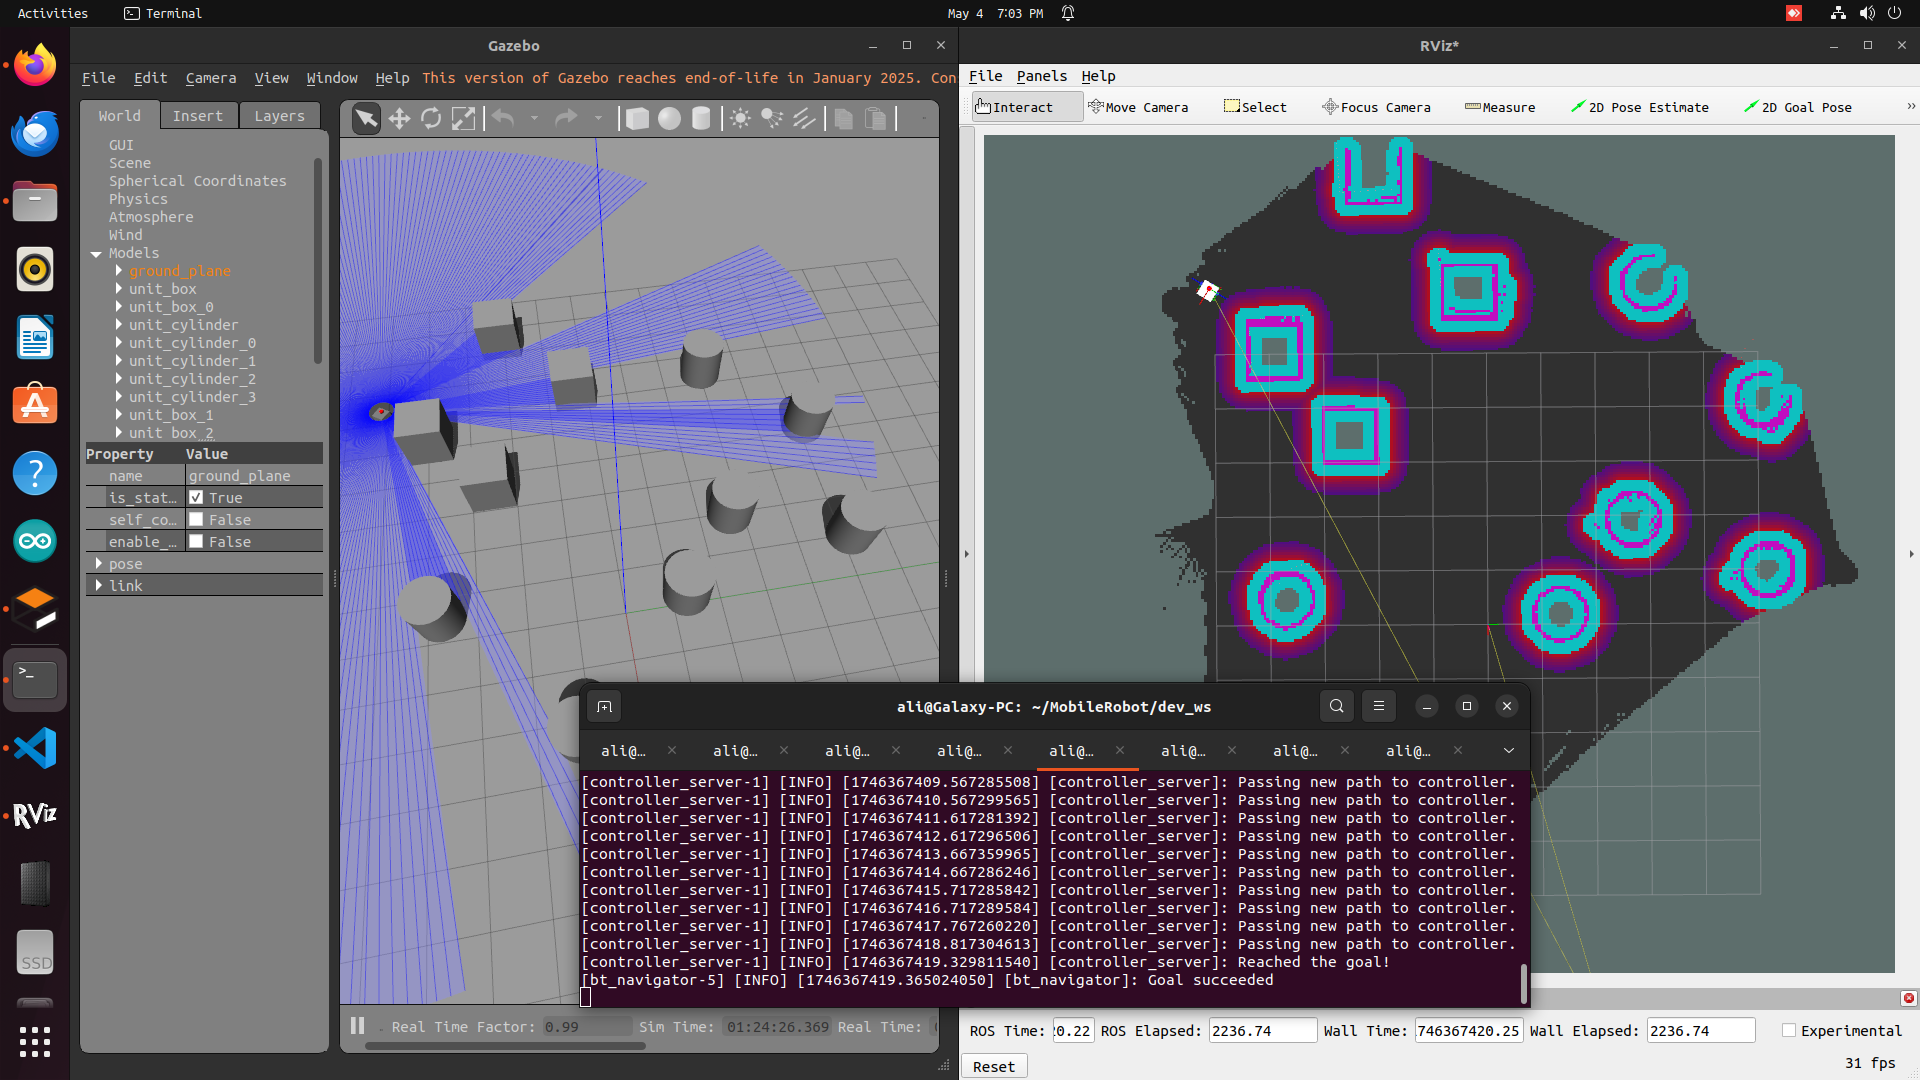 Activities
Terminal
May 4 7:03 PM
Gazebo
File Edit Camera View Window Help This version of Gazebo reaches end-of-life in January 2025. Con
World Insert Layers
GUI
Scene
Spherical Coordinates
Physics
Atmosphere
Wind
Models
ground_plane
unit_box
unit_box_0
unit_cylinder
unit_cylinder_0
unit_cylinder_1
unit_cylinder_2
unit_cylinder_3
unit_box_1
unit_box_2
Property Value
name ground_plane
is_stat... True
self_co... False
enable_... False
pose
link
Real Time Factor: 0.99 Sim Time: 01:24:26.369 Real Time:
RViz*
File Panels Help
Interact Move Camera Select Focus Camera Measure 2D Pose Estimate 2D Goal Pose »
ali@Galaxy-PC: ~/MobileRobot/dev_ws
ali@... ali@... ali@... ali@... ali@... ali@... ali@... ali@...
[controller_server-1] [INFO] [1746367409.567285508] [controller_server]: Passing new path to controller.
[controller_server-1] [INFO] [1746367410.567299565] [controller_server]: Passing new path to controller.
[controller_server-1] [INFO] [1746367411.617281392] [controller_server]: Passing new path to controller.
[controller_server-1] [INFO] [1746367412.617296506] [controller_server]: Passing new path to controller.
[controller_server-1] [INFO] [1746367413.667359965] [controller_server]: Passing new path to controller.
[controller_server-1] [INFO] [1746367414.667286246] [controller_server]: Passing new path to controller.
[controller_server-1] [INFO] [1746367415.717285842] [controller_server]: Passing new path to controller.
[controller_server-1] [INFO] [1746367416.717289584] [controller_server]: Passing new path to controller.
[controller_server-1] [INFO] [1746367417.767260220] [controller_server]: Passing new path to controller.
[controller_server-1] [INFO] [1746367418.817304613] [controller_server]: Passing new path to controller.
[controller_server-1] [INFO] [1746367419.329811540] [controller_server]: Reached the goal!
[bt_navigator-5] [INFO] [1746367419.365024050] [bt_navigator]: Goal succeeded
ROS Time: 0.22 ROS Elapsed: 2236.74 Wall Time: 746367420.25 Wall Elapsed: 2236.74 Experimental
Reset
31 fps
RViz
SSD